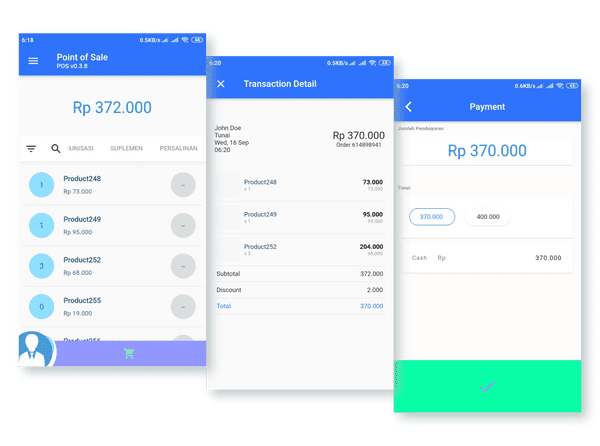 6:18
0.5KB/s
48
Point of Sale
POS v0.3.8
Rp 372.000
IUNISASI SUPLEMEN PERSALINAN
1
Product248
Rp 73.000
-
1
Product249
Rp 95.000
-
3
Product252
Rp 68.000
-
0
Product255
Rp 19.000
-
6:20
0.5KB/s
48
Transaction Detail
John Doe
Tunai
Wed, 16 Sep
06:20
Rp 370.000
Order 614898941
Product248 73.000
x 1 73.000
Product249 95.000
x 1 95.000
Product252 204.000
x 3 68.000
Subtotal 372.000
Discount 2.000
Total 370.000
6:20
0.6KB/s
48
Payment
Jumlah Pembayaran
Rp 370.000
Tunai
370.000 400.000
Cash Rp 370.000